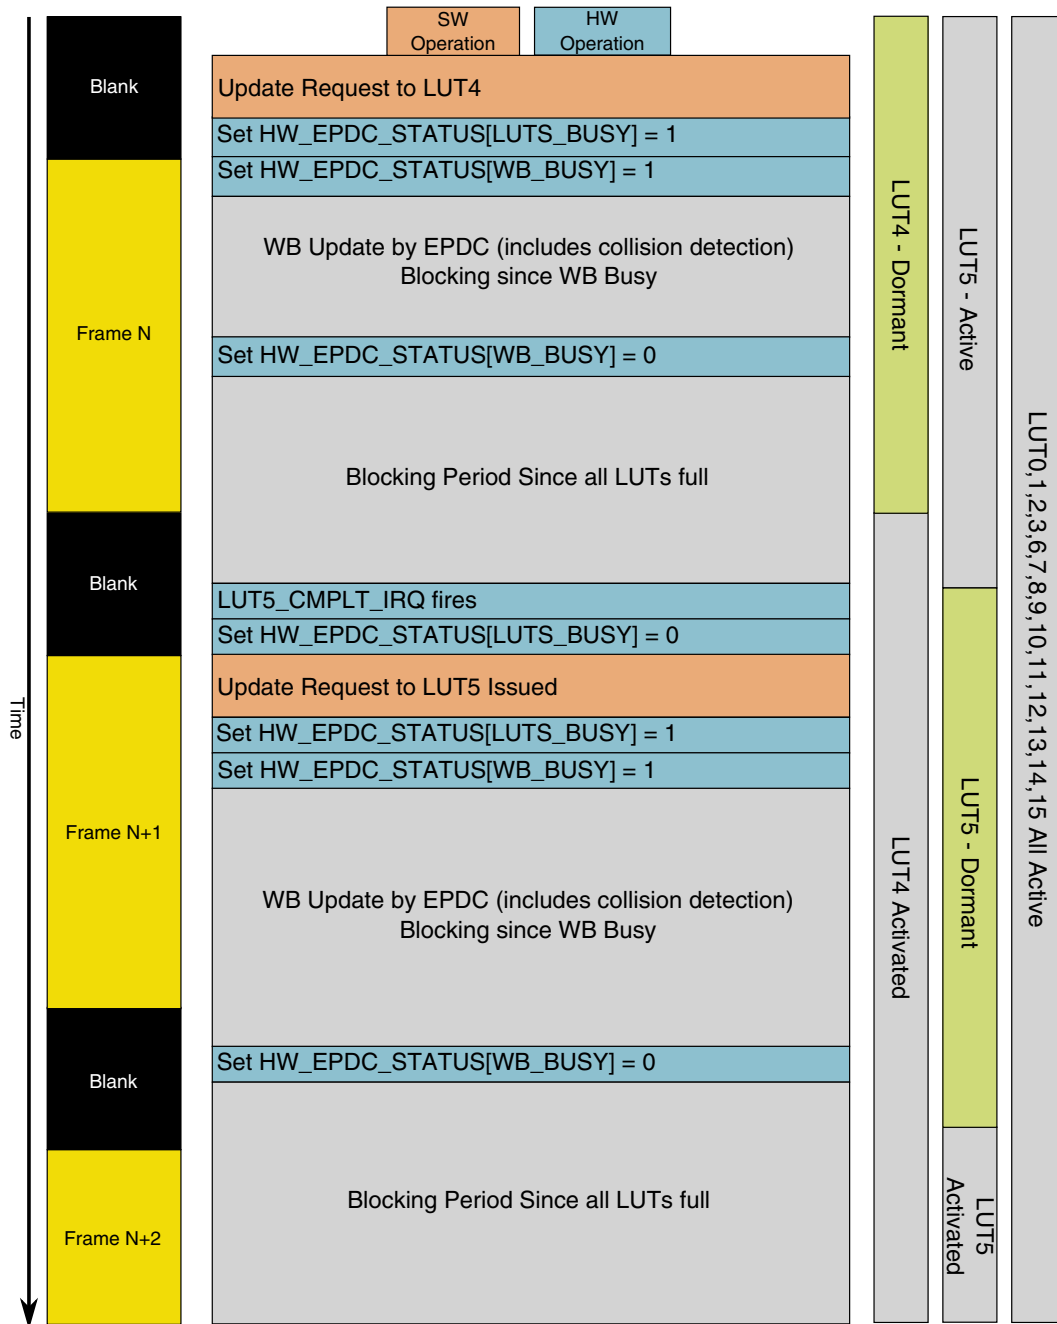 SW
Operation
HW
Operation
Blank
Update Request to LUT4
Set HW_EPDC_STATUS[LUTS_BUSY] = 1
Set HW_EPDC_STATUS[WB_BUSY] = 1
WB Update by EPDC (includes collision detection)
Blocking since WB Busy
Frame N
Set HW_EPDC_STATUS[WB_BUSY] = 0
Blocking Period Since all LUTs full
Blank
LUT5_CMPLT_IRQ fires
Set HW_EPDC_STATUS[LUTS_BUSY] = 0
Update Request to LUT5 Issued
Set HW_EPDC_STATUS[LUTS_BUSY] = 1
Set HW_EPDC_STATUS[WB_BUSY] = 1
Frame N+1
WB Update by EPDC (includes collision detection)
Blocking since WB Busy
Set HW_EPDC_STATUS[WB_BUSY] = 0
Blank
Blocking Period Since all LUTs full
Frame N+2
Time
LUT4 - Dormant
LUT4 Activated
LUT5 - Active
LUT5 - Dormant
LUT5
Activated
LUT0,1,2,3,6,7,8,9,10,11,12,13,14,15 All Active